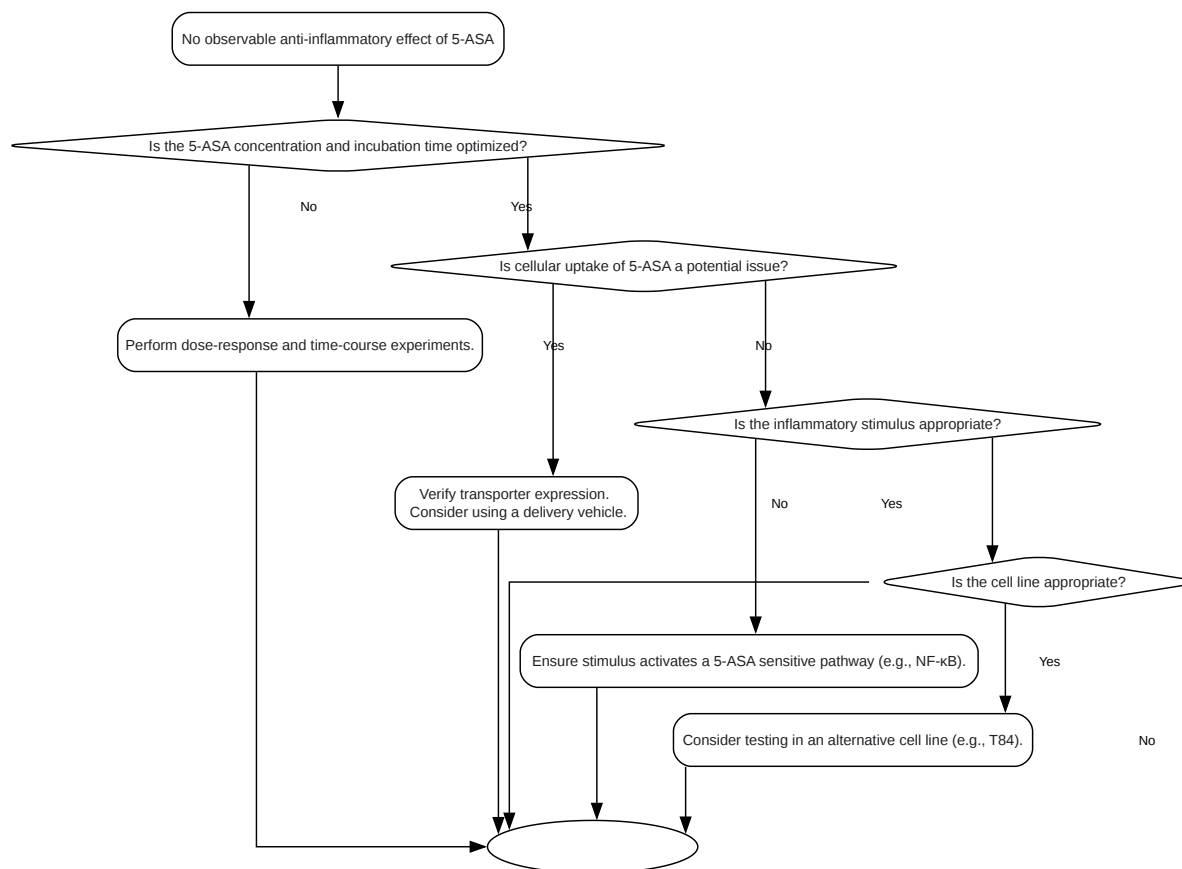 No observable anti-inflammatory effect of 5-ASA
Is the 5-ASA concentration and incubation time optimized?
No
Yes
Is cellular uptake of 5-ASA a potential issue?
Perform dose-response and time-course experiments.
Yes
No
Is the inflammatory stimulus appropriate?
Verify transporter expression.
Consider using a delivery vehicle.
No
Yes
Is the cell line appropriate?
Ensure stimulus activates a 5-ASA sensitive pathway (e.g., NF-κB).
Yes
Consider testing in an alternative cell line (e.g., T84).
No